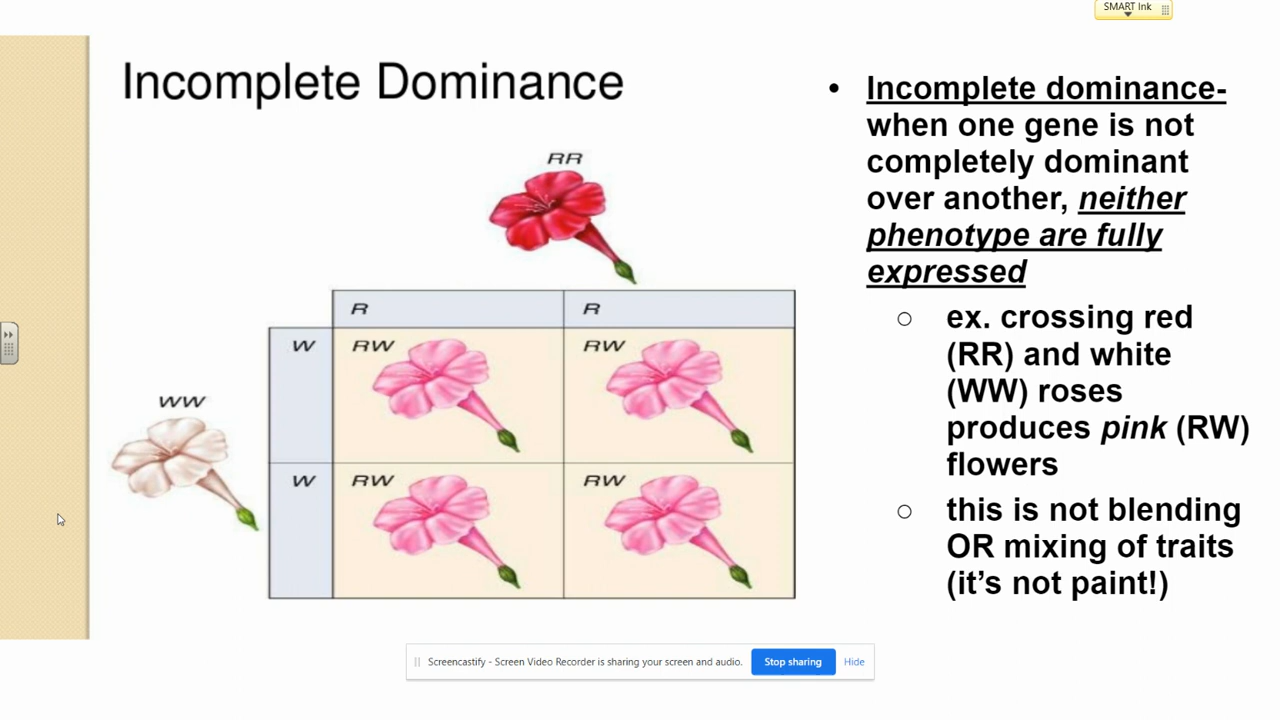 SMART Ink
Incomplete Dominance
RR
R R
W RW RW
WW
W RW RW
• Incomplete dominance-
when one gene is not
completely dominant
over another, neither
phenotype are fully
expressed
○ ex. crossing red
(RR) and white
(WW) roses
produces pink (RW)
flowers
○ this is not blending
OR mixing of traits
(it’s not paint!)
Screencastify - Screen Video Recorder is sharing your screen and audio. Stop sharing Hide